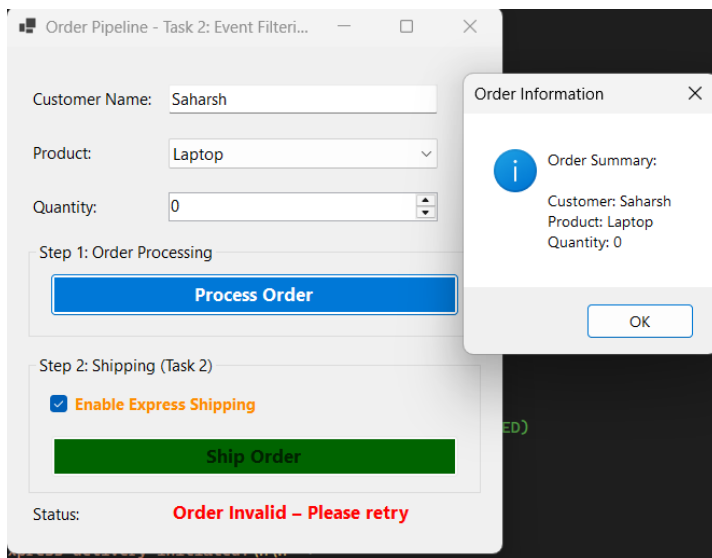 Order Pipeline - Task 2: Event Filteri...
Customer Name: Saharsh
Product: Laptop
Quantity: 0
Step 1: Order Processing
Process Order
Step 2: Shipping (Task 2)
Enable Express Shipping
Ship Order
Status: Order Invalid – Please retry
Order Information
Order Summary:
Customer: Saharsh
Product: Laptop
Quantity: 0
OK
ED)